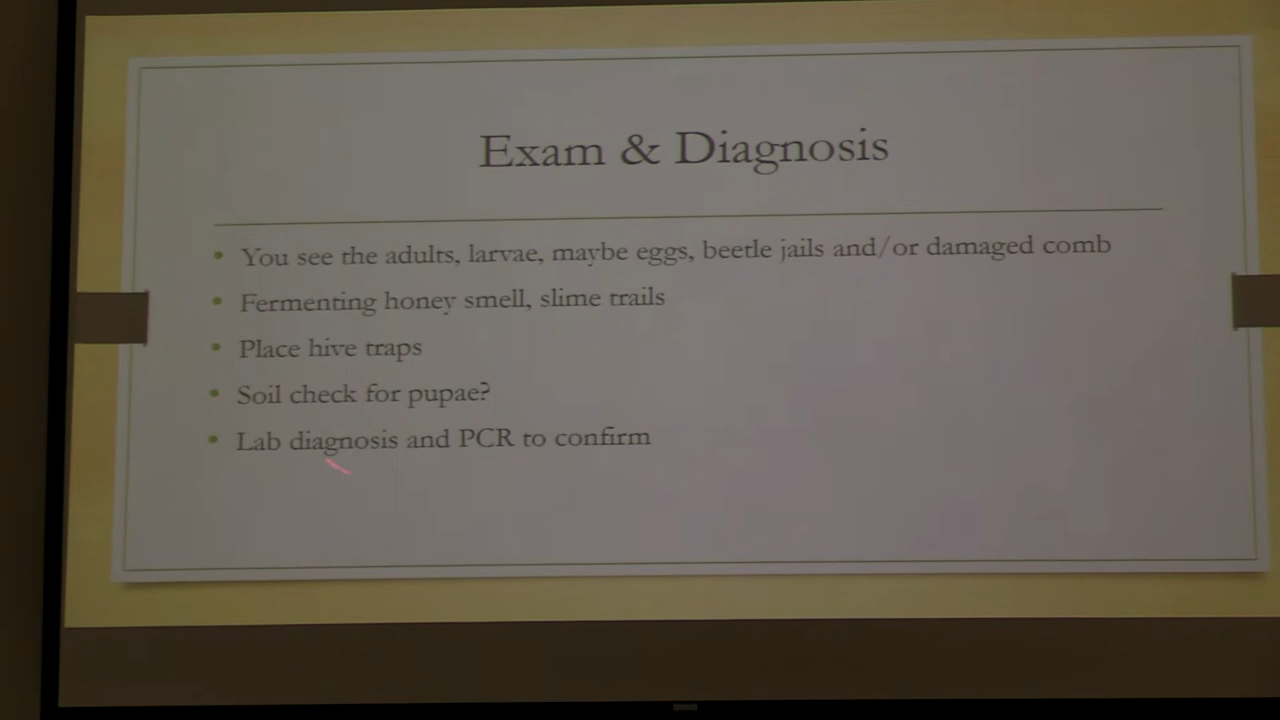 Exam & Diagnosis
• You see the adults, larvae, maybe eggs, beetle jails and/or damaged comb
• Fermenting honey smell, slime trails
• Place hive traps
• Soil check for pupae?
• Lab diagnosis and PCR to confirm